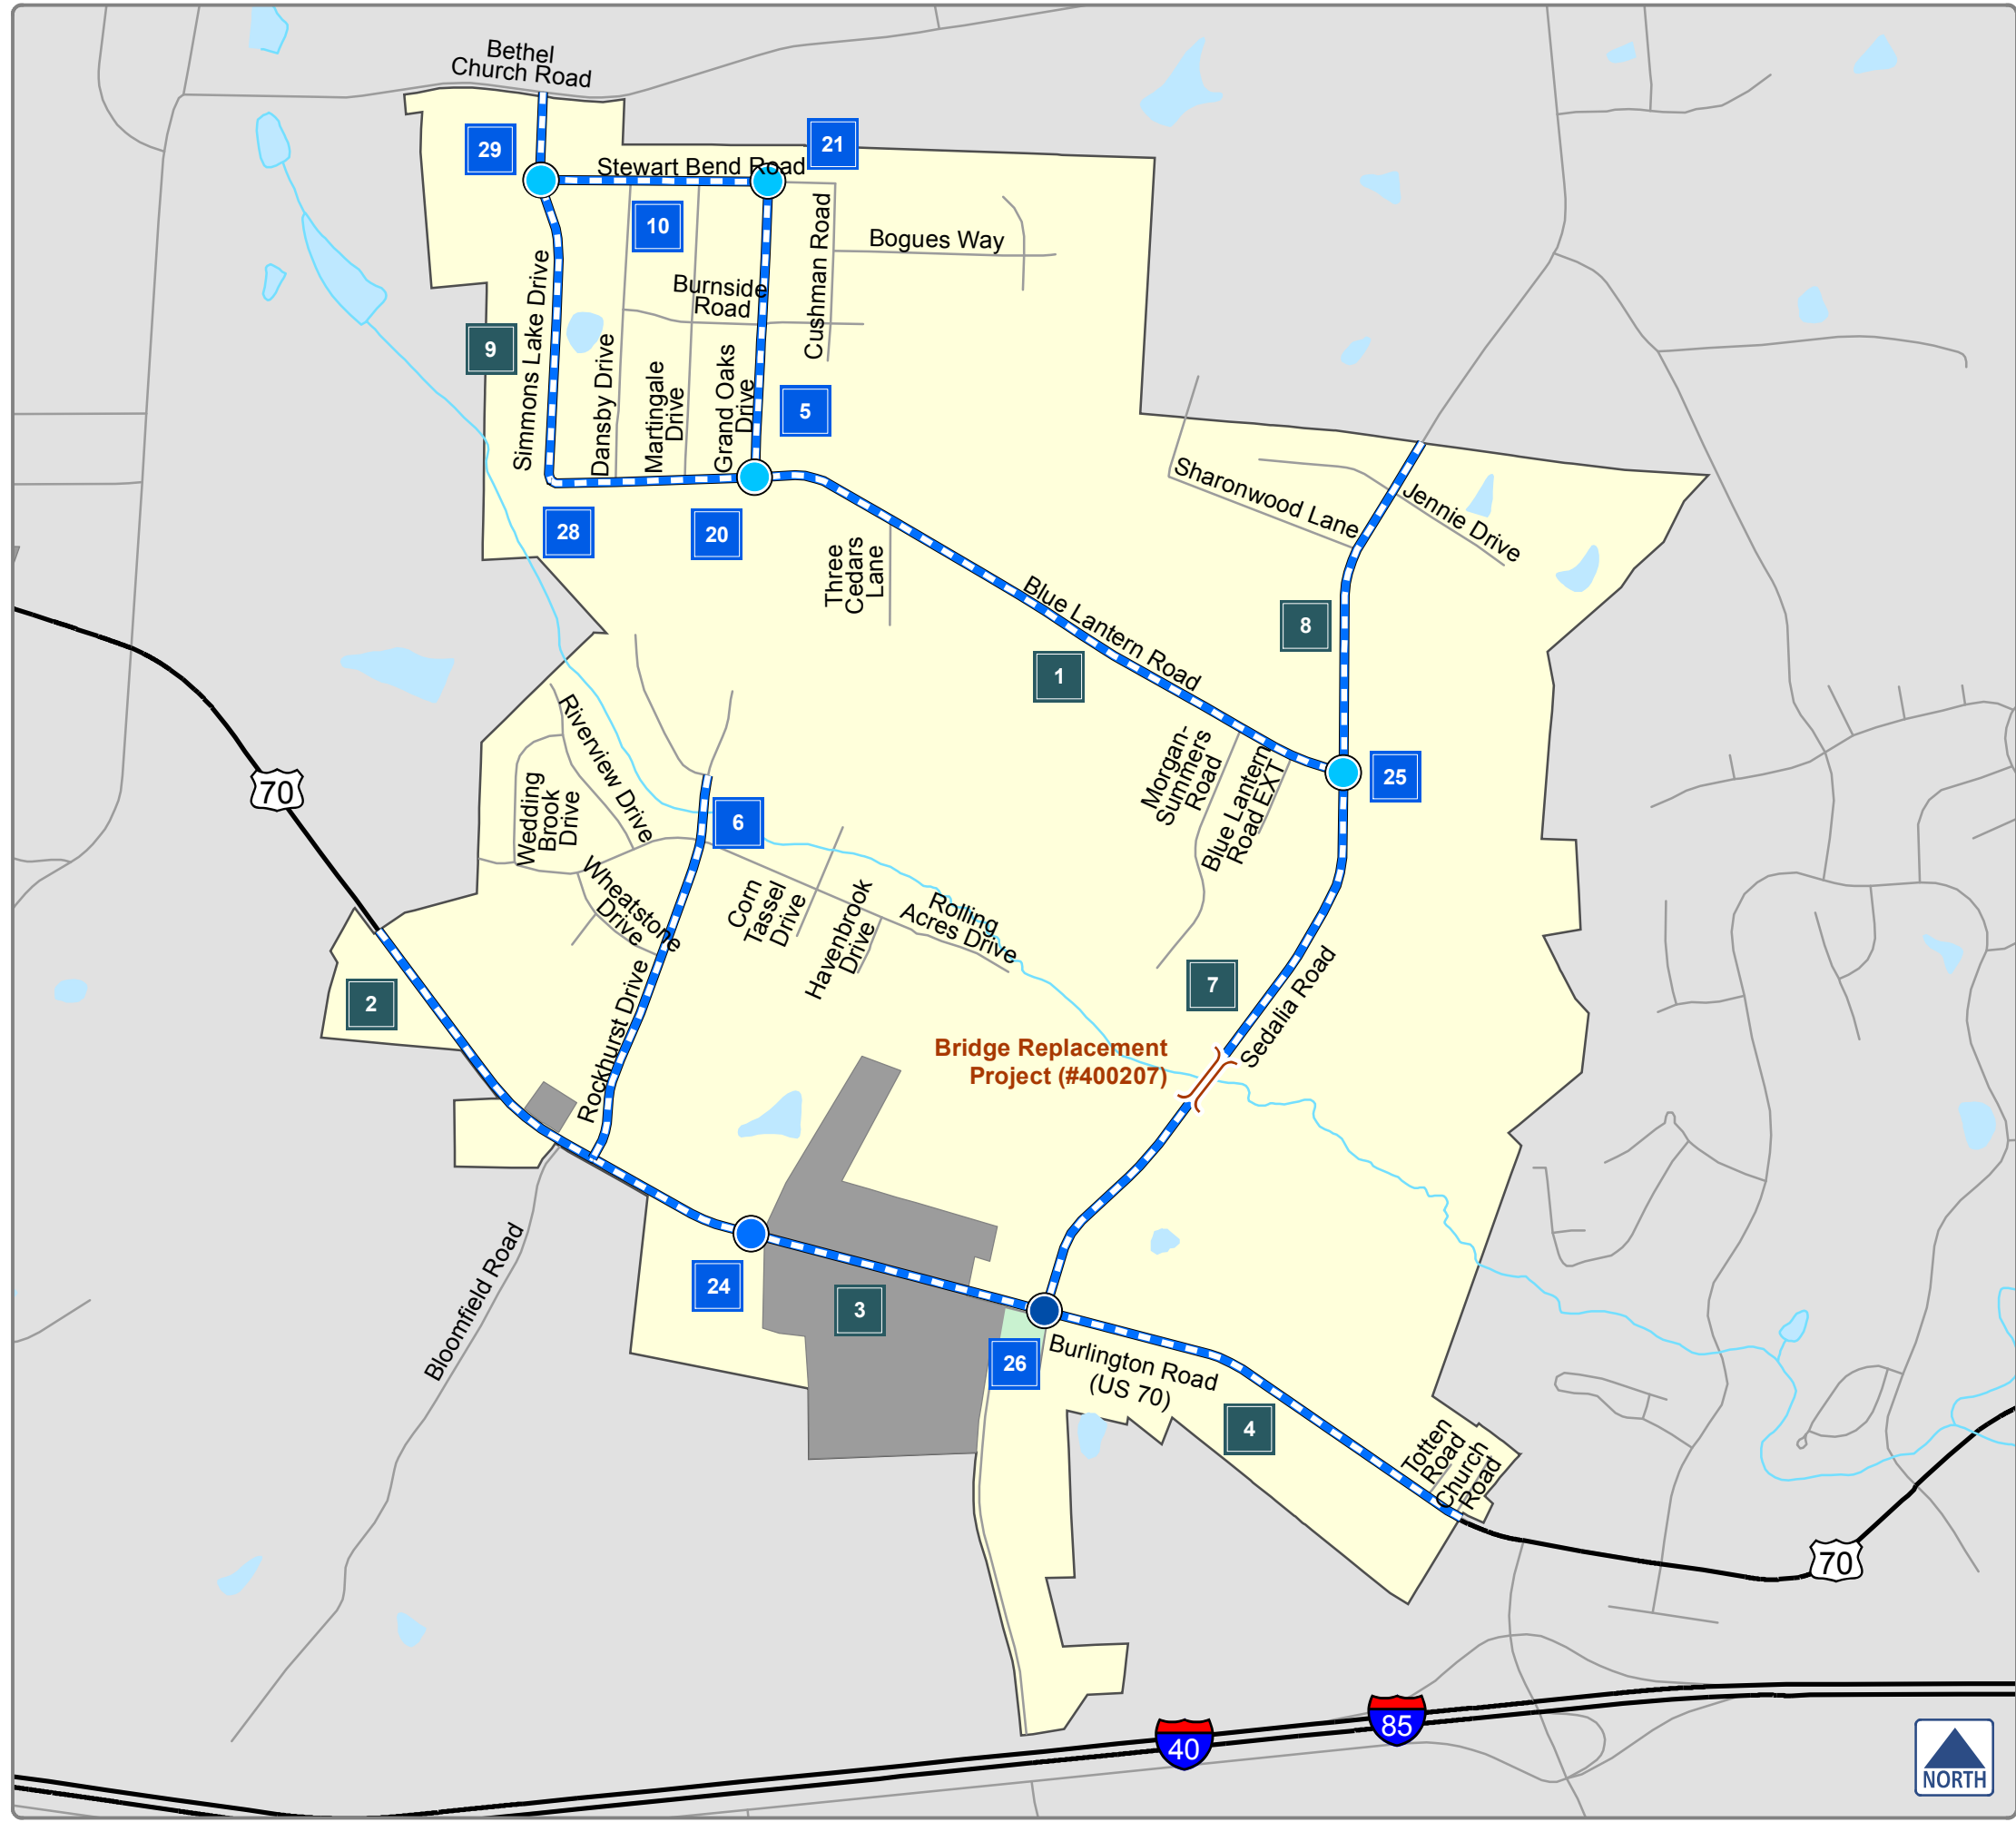 Bethel
Church Road
29
21
Stewart Bend Road
10
Cushman Road
Bogues Way
Burnside
Road
Simmons Lake Drive
9
Dansby Drive
Martingale
Drive
Grand Oaks
Drive
5
28
20
Sharonwood Lane
Jennie Drive
Three
Cedars
Lane
Blue Lantern Road
8
1
Riverview Drive
Morgan-
Summers
Road
Blue Lantern
Road EXT
25
70
Wedding
Brook
Drive
6
Wheatstone
Drive
Corn
Tassel
Drive
Havenbrook
Drive
Rolling
Acres Drive
2
7
Rockhurst Drive
Sedalia Road
Bridge Replacement
Project (#400207)
Bloomfield Road
24
3
26
Burlington Road
(US 70)
4
Totten
Road
Church
Road
70
85
40
NORTH